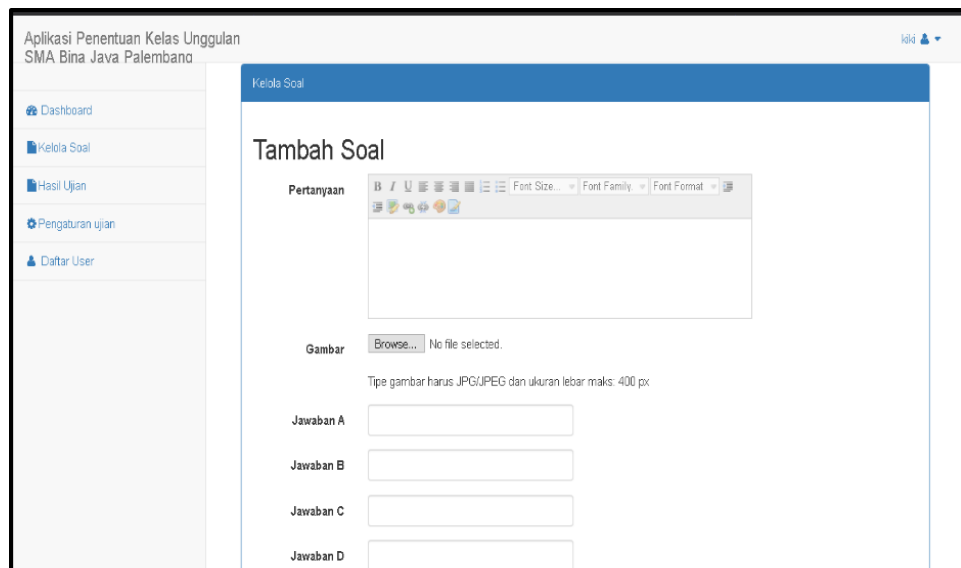 Aplikasi Penentuan Kelas Unggulan
SMA Bina Jaya Palembang
kiki
Dashboard
Kelola Soal
Hasil Ujian
Pengaturan ujian
Daftar User
Kelola Soal
Tambah Soal
Pertanyaan
B I U Font Size... Font Family. Font Format
Gambar
Browse... No file selected.
Tipe gambar harus JPG/JPEG dan ukuran lebar maks: 400 px
Jawaban A
Jawaban B
Jawaban C
Jawaban D